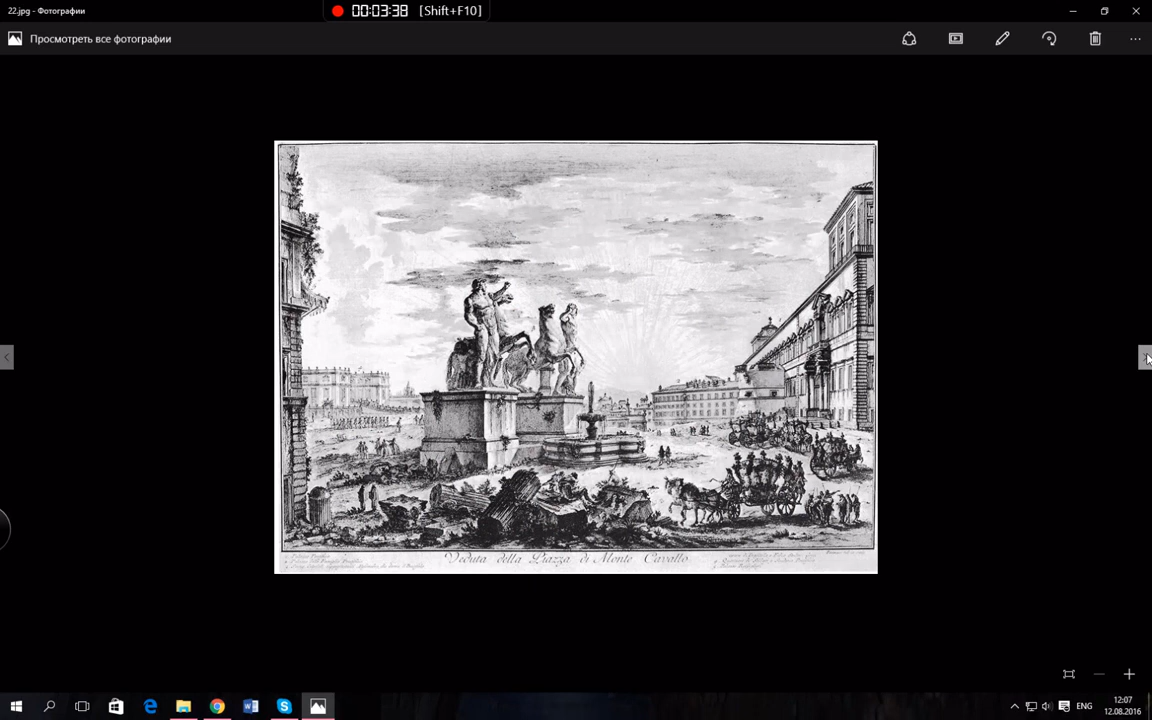 22.jpg - Фотографии
00:03:38 [Shift+F10]
Просмотреть все фотографии
Veduta della Piazza di Monte Cavallo
ENG
12:07
12.08.2016